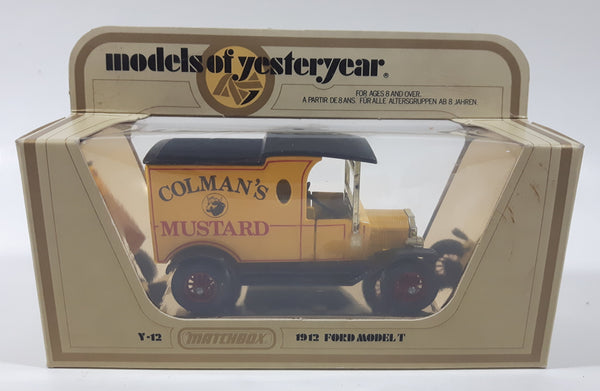 models of yesteryear®
FOR AGES 8 AND OVER.
A PARTIR DE 8 ANS. FÜR ALLE ALTERSGRUPPEN AB 8 JAHREN.
COLMAN'S
MUSTARD
Y-12 MATCHBOX 1912 FORD MODEL T